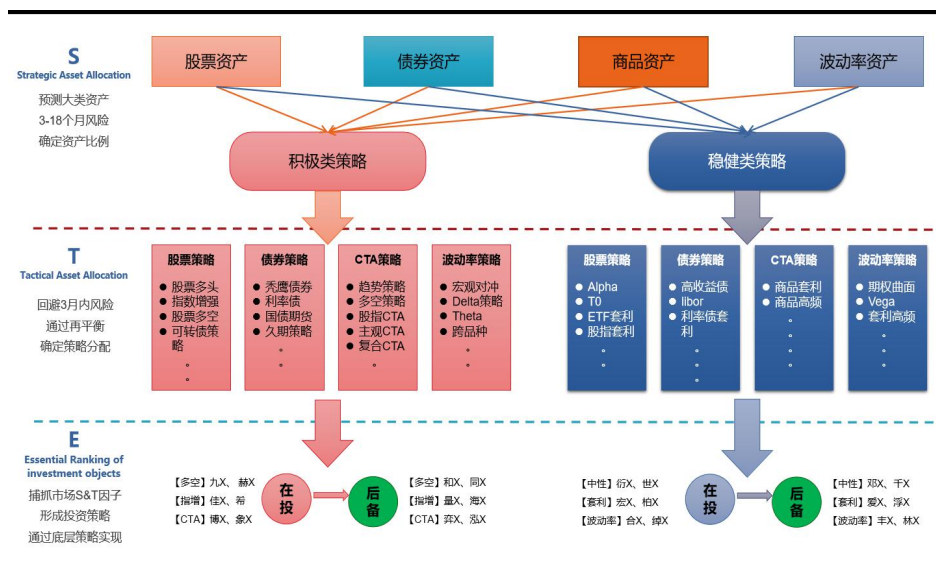 S
Strategic Asset Allocation
预测大类资产
3-18个月风险
确定资产比例
股票资产
债券资产
商品资产
波动率资产
积极类策略
稳健类策略
T
Tactical Asset Allocation
回避3月内风险
通过再平衡
确定策略分配
股票策略
● 股票多头
● 指数增强
● 股票多空
● 可转债策
略
。
。
债券策略
● 秃鹰债券
● 利率债
● 国债期货
● 久期策略
。
。
CTA策略
● 趋势策略
● 多空策略
● 股指CTA
● 主观CTA
● 复合CTA
。
。
波动率策略
● 宏观对冲
● Delta策略
● Theta
● 跨品种
。
。
股票策略
● Alpha
● T0
● ETF套利
● 股指套利
。
。
债券策略
● 高收益债
● Ilbor
● 利率债套
利
。
。
CTA策略
● 商品套利
● 商品高频
。
。
。
。
波动率策略
● 期权曲面
● Vega
● 套利高频
。
。
。
E
Essential Ranking of
investment objects
捕抓市场S&T因子
形成投资策略
通过底层策略实现
【多空】九X、赫X
【指增】佳X、希
【CTA】博X、象X
在
投
后
备
【多空】和X、同X
【指增】量X、海X
【CTA】弈X、泓X
【中性】衍X、世X
【套利】宏X、柏X
【波动率】合X、绰X
在
投
后
备
【中性】邓X、千X
【套利】爱X、浮X
【波动率】丰X、林X